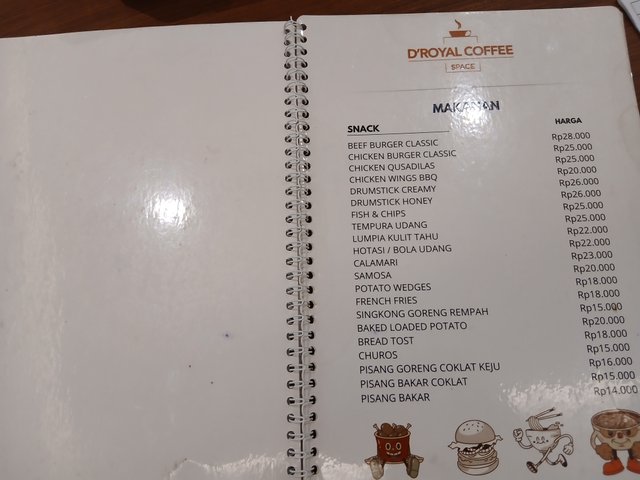 D'ROYAL COFFEE
SPACE
MAKANAN
SNACK HARGA
BEEF BURGER CLASSIC Rp28.000
CHICKEN BURGER CLASSIC Rp25.000
CHICKEN QUSADILAS Rp25.000
CHICKEN WINGS BBQ Rp20.000
DRUMSTICK CREAMY Rp26.000
DRUMSTICK HONEY Rp26.000
FISH & CHIPS Rp25.000
TEMPURA UDANG Rp25.000
LUMPIA KULIT TAHU Rp22.000
HOTASI / BOLA UDANG Rp22.000
CALAMARI Rp23.000
SAMOSA Rp20.000
POTATO WEDGES Rp18.000
FRENCH FRIES Rp18.000
SINGKONG GORENG REMPAH Rp15.000
BAKED LOADED POTATO Rp20.000
BREAD TOST Rp18.000
CHUROS Rp15.000
PISANG GORENG COKLAT KEJU Rp16.000
PISANG BAKAR COKLAT Rp15.000
PISANG BAKAR Rp14.000